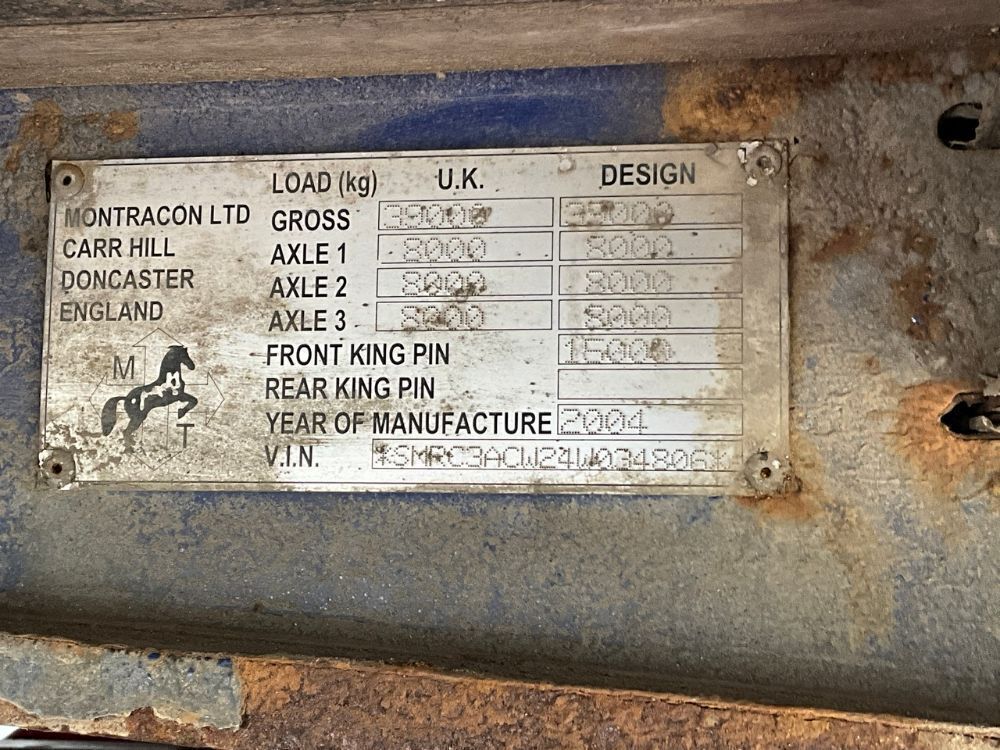 LOAD (kg) U.K. DESIGN
MONTRACON LTD
CARR HILL
DONCASTER
ENGLAND
GROSS 39000 39000
AXLE 1 8000 8000
AXLE 2 8000 8000
AXLE 3 8000 8000
FRONT KING PIN 15000
REAR KING PIN
YEAR OF MANUFACTURE 2004
V.I.N. *SMRC3ACW24W034806*
M
T